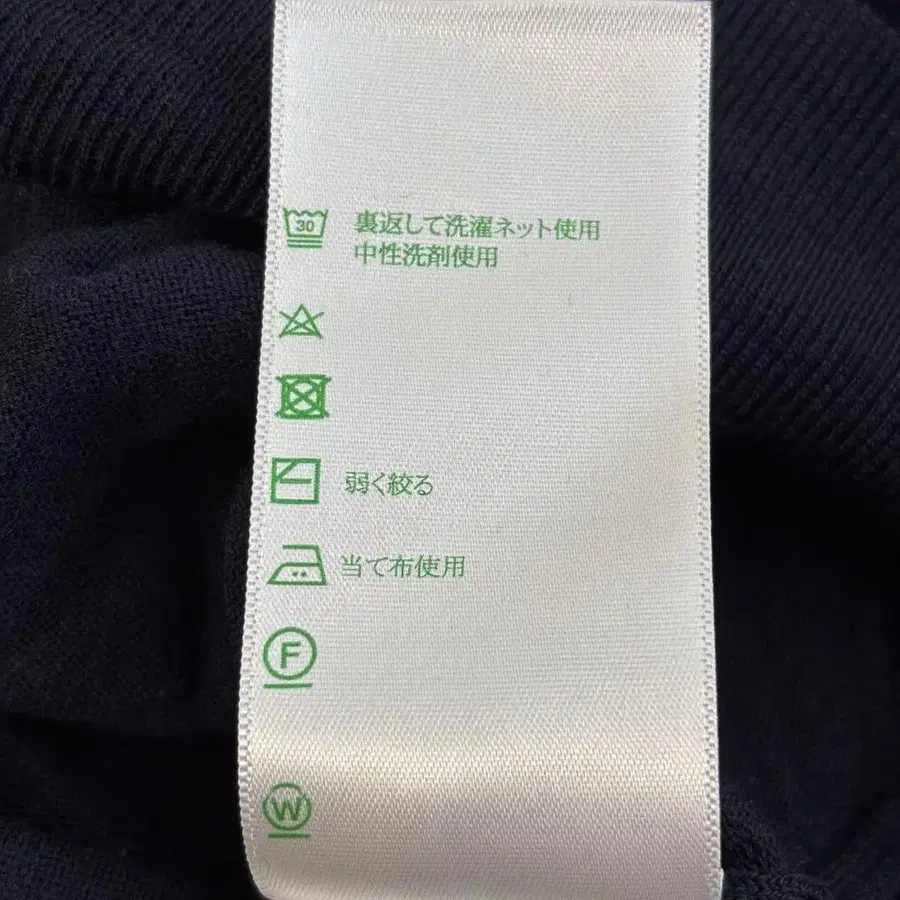 30
裏返して洗濯ネット使用
中性洗剤使用
弱く絞る
当て布使用
F
W